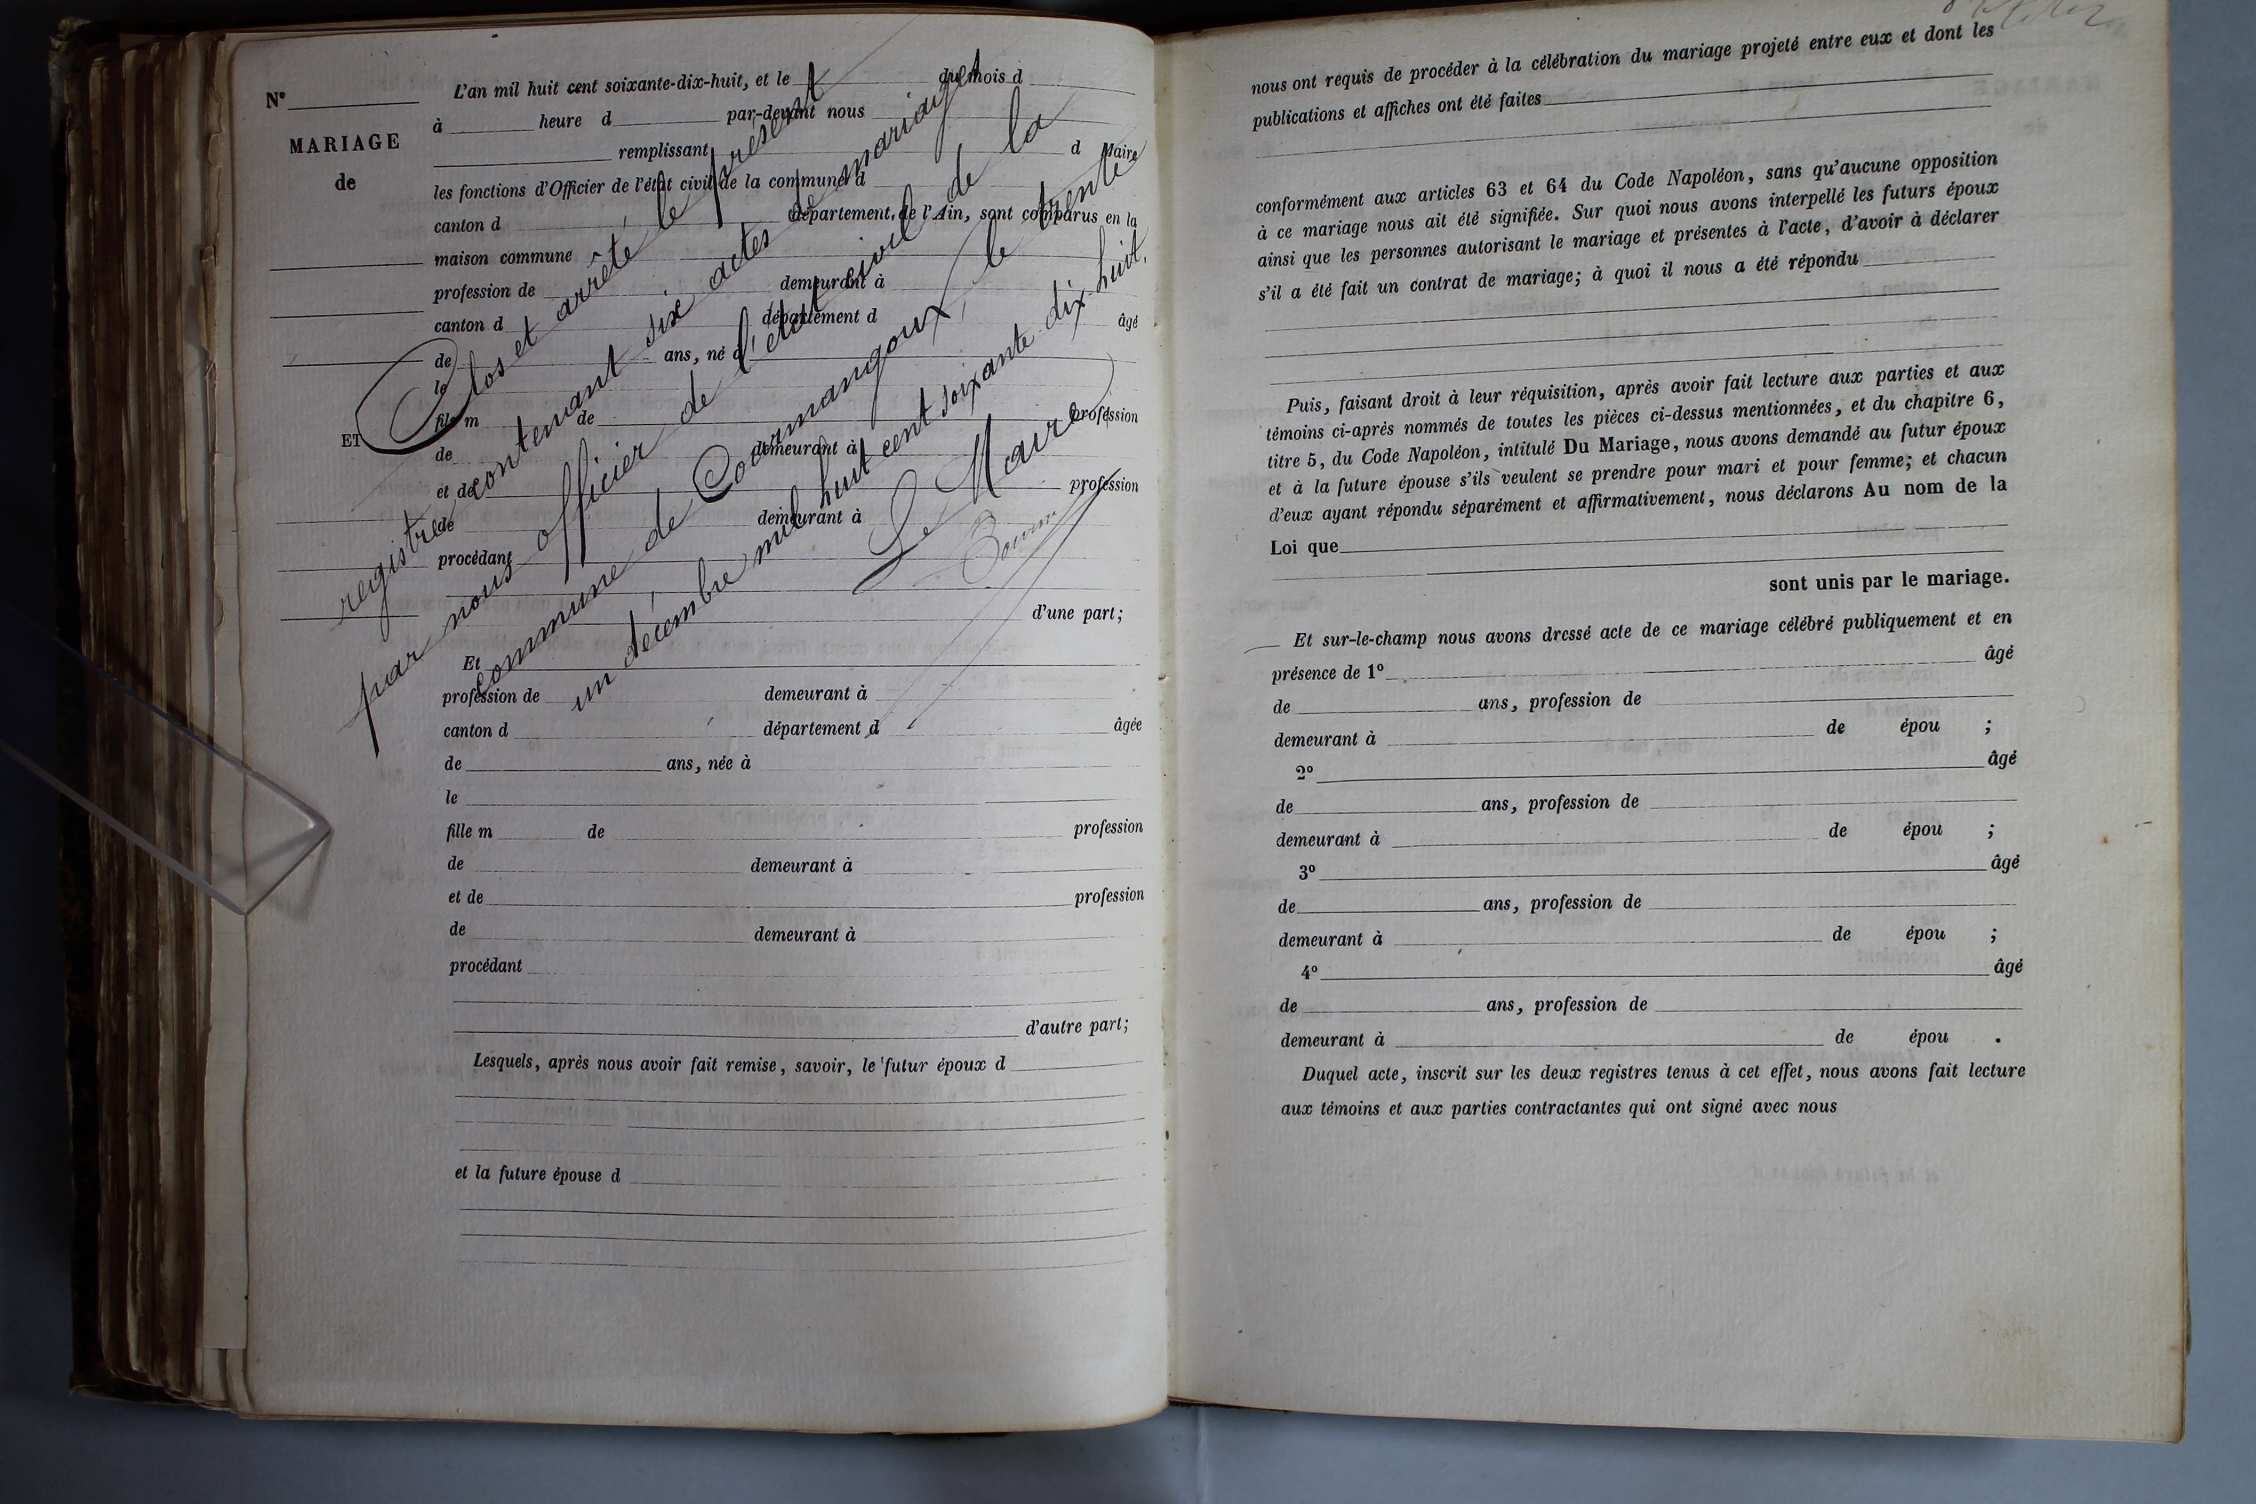 N°
MARIAGE
de
ET
L'an mil huit cent soixante-dix-huit, et le du mois d
à heure d par-devant nous
remplissant d Maire
les fonctions d'Officier de l'état civil de la commune d
canton d département de l'Ain, sont comparus en la
maison commune
profession de demeurant à
canton d département d âgé
de ans, né à
le
fils m de profession
de demeurant à
et de profession
de demeurant à
procédant
d'une part;
Clos et arrêté le présent
registre contenant six actes de mariages
par nous officier de l'état civil de la
commune de Courmangoux, le trente
un décembre mil huit cent soixante-dix-huit.
Le Maire
Et
profession de demeurant à
canton d département d âgée
de ans, née à
le
fille m de profession
de demeurant à
et de profession
de demeurant à
procédant
d'autre part;
Lesquels, après nous avoir fait remise, savoir, le futur époux d
et la future épouse d
nous ont requis de procéder à la célébration du mariage projeté entre eux et dont les
publications et affiches ont été faites
conformément aux articles 63 et 64 du Code Napoléon, sans qu'aucune opposition
à ce mariage nous ait été signifiée. Sur quoi nous avons interpellé les futurs époux
ainsi que les personnes autorisant le mariage et présentes à l'acte, d'avoir à déclarer
s'il a été fait un contrat de mariage; à quoi il nous a été répondu
Puis, faisant droit à leur réquisition, après avoir fait lecture aux parties et aux
témoins ci-après nommés de toutes les pièces ci-dessus mentionnées, et du chapitre 6,
titre 5, du Code Napoléon, intitulé Du Mariage, nous avons demandé au futur époux
et à la future épouse s'ils veulent se prendre pour mari et pour femme; et chacun
d'eux ayant répondu séparément et affirmativement, nous déclarons Au nom de la
Loi que
sont unis par le mariage.
Et sur-le-champ nous avons dressé acte de ce mariage célébré publiquement et en
présence de 1° âgé
de ans, profession de
demeurant à de épou ;
2° âgé
de ans, profession de
demeurant à de épou ;
3° âgé
de ans, profession de
demeurant à de épou ;
4° âgé
de ans, profession de
demeurant à de épou .
Duquel acte, inscrit sur les deux registres tenus à cet effet, nous avons fait lecture
aux témoins et aux parties contractantes qui ont signé avec nous